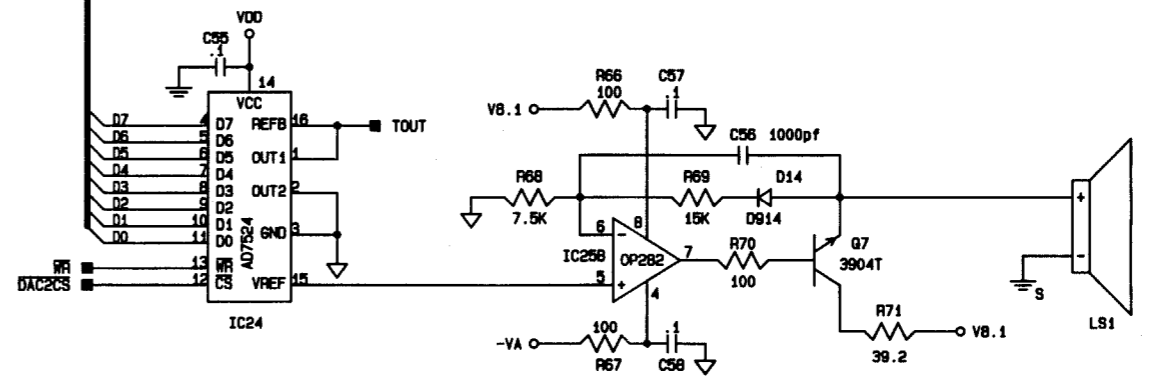 VDD
C55
.1
14
VCC
D7 4 D7 REFB 16 TOUT
D6 5 D6
D5 6 D5 OUT1 1
D4 7 D4
D3 8 D3 OUT2 2
D2 9 D2
D1 10 D1
D0 11 D0 GND 3
AD7524
WR 13 WR
DAC2CS 12 CS VREF 15
IC24
R66
100
C57
.1
V8.1
C56 1000pf
R68
7.5K
R69
15K
D14
D914
6 -
8
IC25B
OP282
7
5 +
4
R70
100
Q7
3904T
R71
39.2
V8.1
-VA
100
R67
.1
C58
+
-
S
LS1